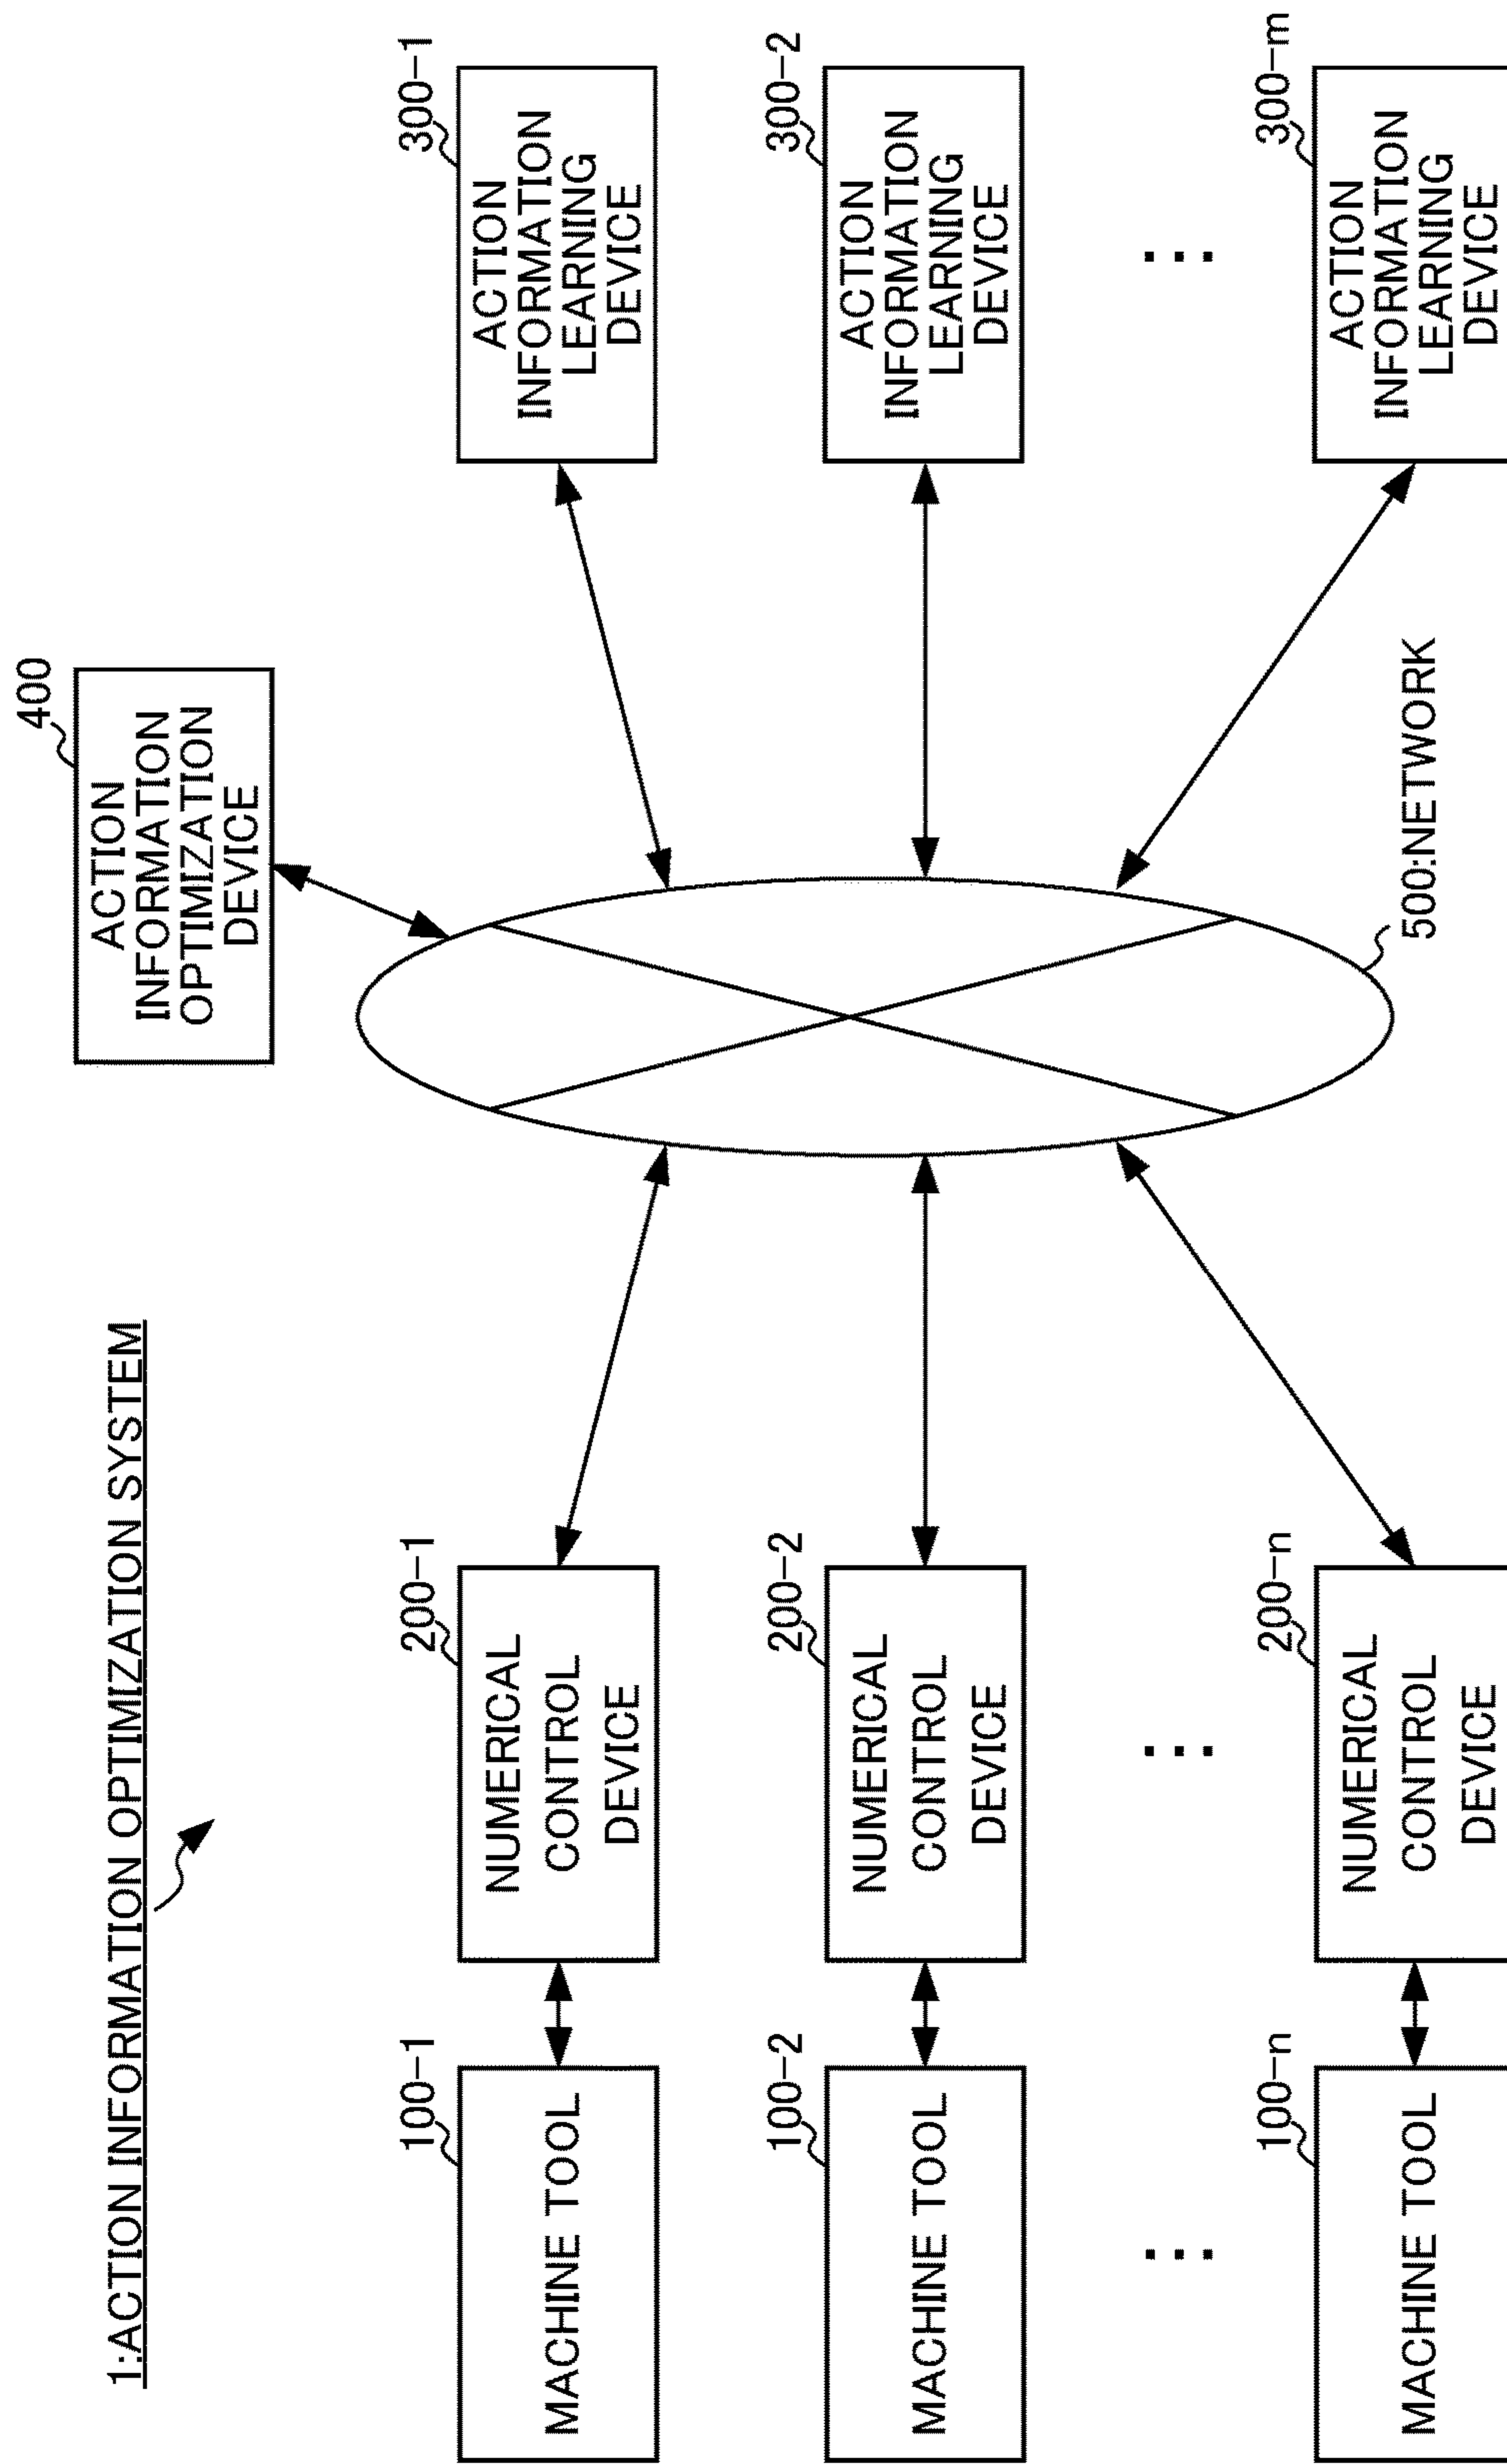 1:ACTION INFORMATION OPTIMIZATION SYSTEM
400
ACTION
INFORMATION
OPTIMIZATION
DEVICE
100-1
MACHINE TOOL
200-1
NUMERICAL
CONTROL
DEVICE
300-1
ACTION
INFORMATION
LEARNING
DEVICE
100-2
MACHINE TOOL
200-2
NUMERICAL
CONTROL
DEVICE
300-2
ACTION
INFORMATION
LEARNING
DEVICE
...
...
...
100-n
MACHINE TOOL
200-n
NUMERICAL
CONTROL
DEVICE
500:NETWORK
300-m
ACTION
INFORMATION
LEARNING
DEVICE